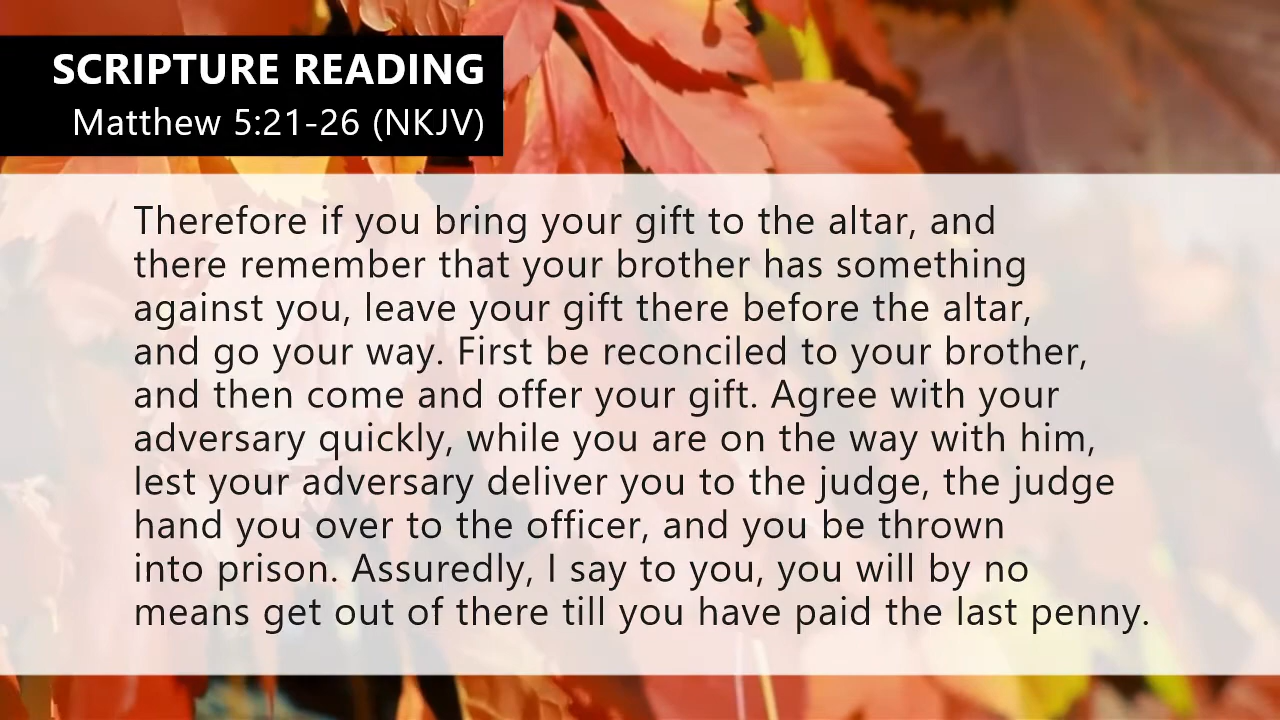 SCRIPTURE READING
Matthew 5:21-26 (NKJV)
Therefore if you bring your gift to the altar, and
there remember that your brother has something
against you, leave your gift there before the altar,
and go your way. First be reconciled to your brother,
and then come and offer your gift. Agree with your
adversary quickly, while you are on the way with him,
lest your adversary deliver you to the judge, the judge
hand you over to the officer, and you be thrown
into prison. Assuredly, I say to you, you will by no
means get out of there till you have paid the last penny.